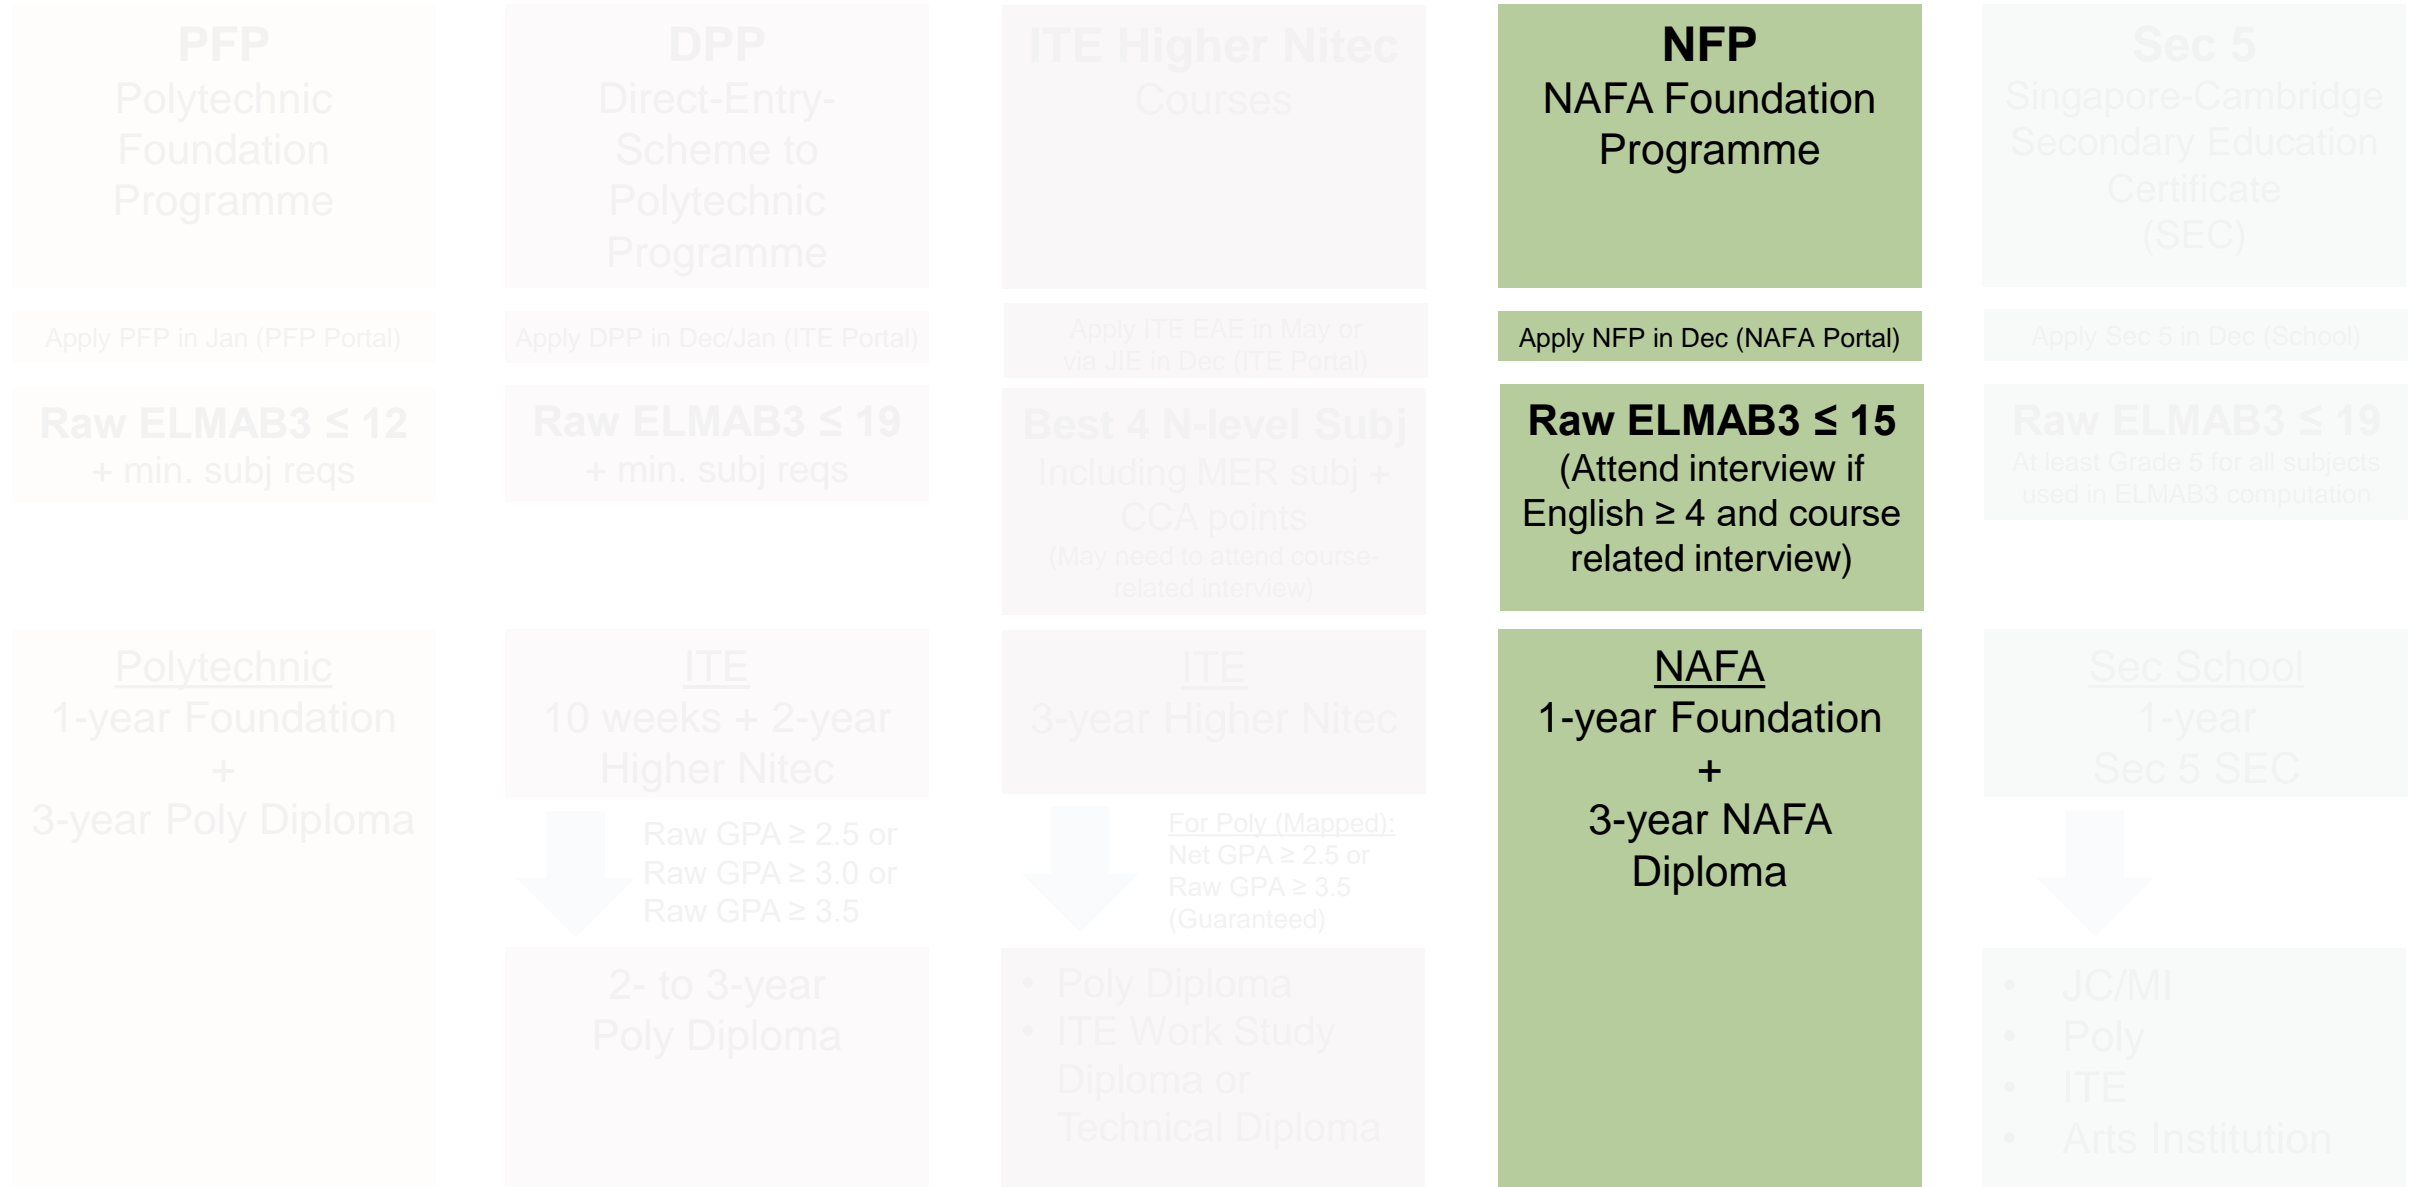 PFP
Polytechnic
Foundation
Programme
Apply PFP in Jan (PFP Portal)
Raw ELMAB3 ≤ 12
+ min. subj reqs
Polytechnic
1-year Foundation
+
3-year Poly Diploma
DPP
Direct-Entry-
Scheme to
Polytechnic
Programme
Apply DPP in Dec/Jan (ITE Portal)
Raw ELMAB3 ≤ 19
+ min. subj reqs
ITE
10 weeks + 2-year
Higher Nitec
Raw GPA ≥ 2.5 or
Raw GPA ≥ 3.0 or
Raw GPA ≥ 3.5
2- to 3-year
Poly Diploma
ITE Higher Nitec
Courses
Apply ITE EAE in May or
via JIE in Dec (ITE Portal)
Best 4 N-level Subj
Including MER subj +
CCA points
(May need to attend course-
related interview)
ITE
3-year Higher Nitec
For Poly (Mapped):
Net GPA ≥ 2.5 or
Raw GPA ≥ 3.5
(Guaranteed)
• Poly Diploma
• ITE Work Study
Diploma or
Technical Diploma
NFP
NAFA Foundation
Programme
Apply NFP in Dec (NAFA Portal)
Raw ELMAB3 ≤ 15
(Attend interview if
English ≥ 4 and course
related interview)
NAFA
1-year Foundation
+
3-year NAFA
Diploma
Sec 5
Singapore-Cambridge
Secondary Education
Certificate
(SEC)
Apply Sec 5 in Dec (School)
Raw ELMAB3 ≤ 19
At least Grade 5 for all subjects
used in ELMAB3 computation
Sec School
1-year
Sec 5 SEC
• JC/MI
• Poly
• ITE
• Arts Institution